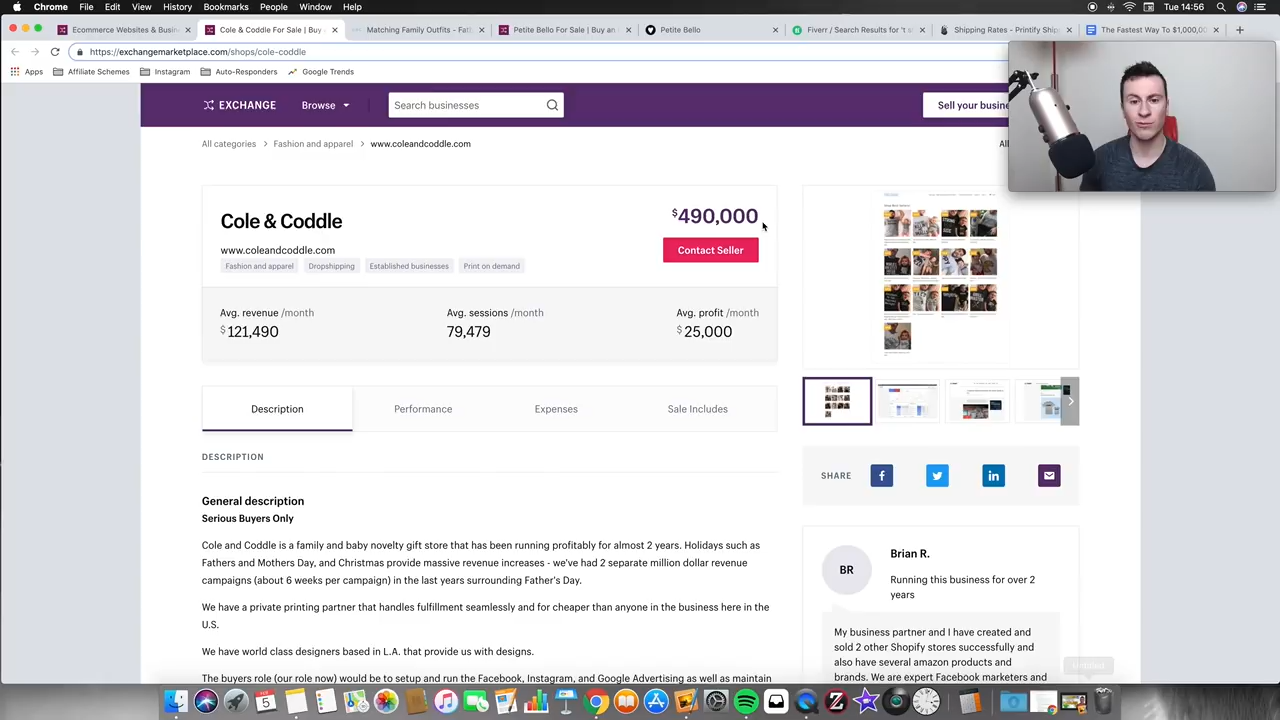 Chrome File Edit View History Bookmarks People Window Help
Tue 14:56
Ecommerce Websites & Busin
Cole & Coddle For Sale | Buy
Matching Family Outfits - Fat
Petite Bello For Sale | Buy an
Petite Bello
Fiverr / Search Results for 't s
Shipping Rates - Printify Ship
The Fastest Way To $1,000,0
https://exchangemarketplace.com/shops/cole-coddle
Apps Affiliate Schemes Instagram Auto-Responders Google Trends
EXCHANGE Browse Search businesses Sell your busine
All categories > Fashion and apparel > www.coleandcoddle.com
All
Cole & Coddle
$490,000
www.coleandcoddle.com
Contact Seller
Fashion and apparel Dropshipping Established businesses Print on demand
Avg. revenue /month Avg. sessions /month Avg. profit /month
$121,490 79,479 $25,000
Description Performance Expenses Sale Includes
DESCRIPTION
General description
Serious Buyers Only
Cole and Coddle is a family and baby novelty gift store that has been running profitably for almost 2 years. Holidays such as
Fathers and Mothers Day, and Christmas provide massive revenue increases - we've had 2 separate million dollar revenue
campaigns (about 6 weeks per campaign) in the last years surrounding Father's Day.
We have a private printing partner that handles fulfillment seamlessly and for cheaper than anyone in the business here in the
U.S.
We have world class designers based in L.A. that provide us with designs.
The buyers role (our role now) would be to setup and run the Facebook, Instagram, and Google Advertising as well as maintain
SHARE
BR
Brian R.
Running this business for over 2
years
My business partner and I have created and
sold 2 other Shopify stores successfully and
also have several amazon products and
brands. We are expert Facebook marketers and
Untitled